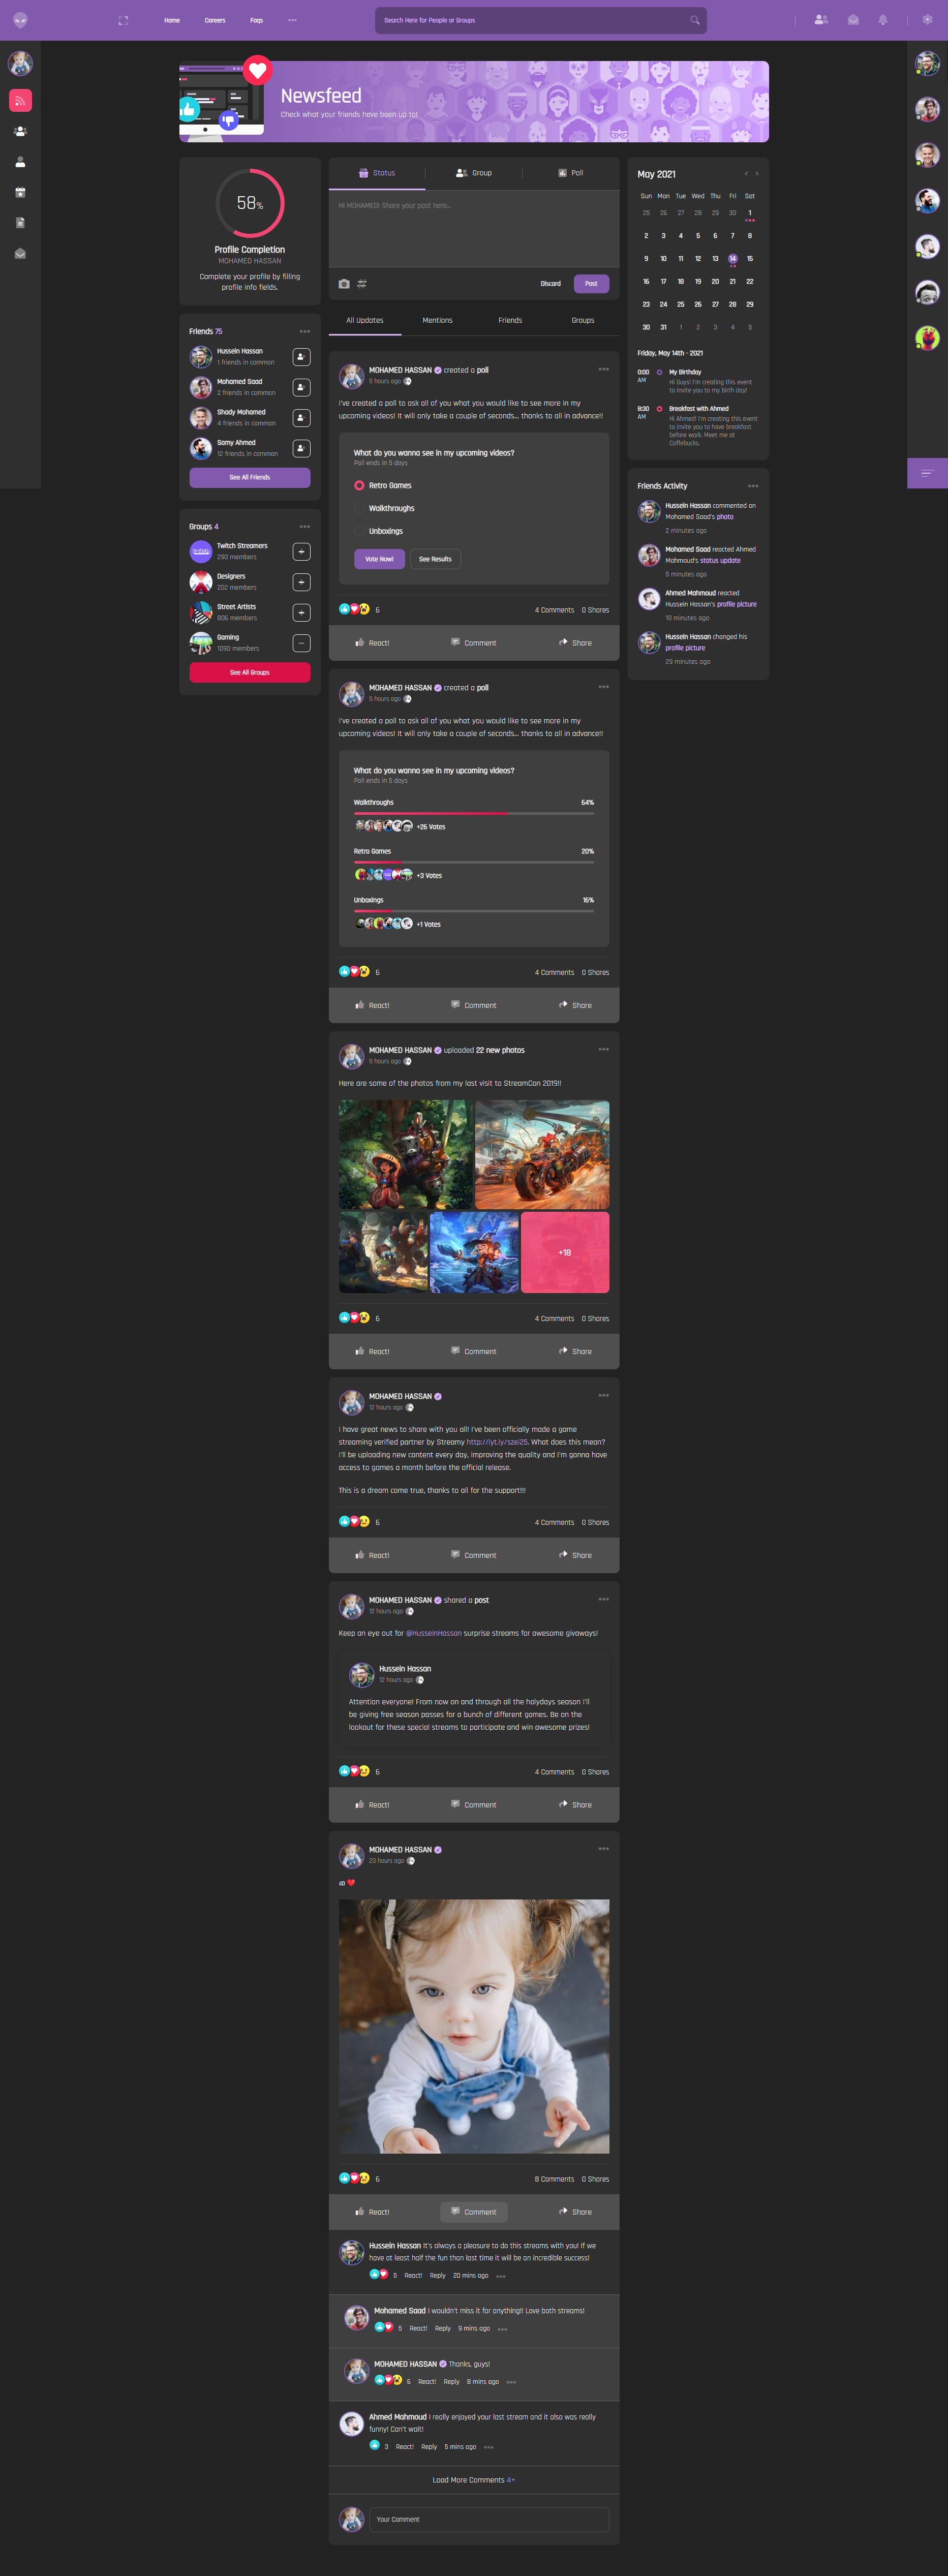 Home
Careers
Faqs
Search Here for People or Groups
Newsfeed
Check what your friends have been up to!
58%
Profile Completion
MOHAMED HASSAN
Complete your profile by filling
profile info fields.
Friends 75
Hussein Hassan
1 friends in common
Mohamed Saad
2 friends in common
Shady Mohamed
4 friends in common
Samy Ahmed
12 friends in common
See All Friends
Groups 4
Twitch Streamers
290 members
Designers
202 members
Street Artists
806 members
Gaming
1090 members
See All Groups
Status
Group
Poll
Hi MOHAMED! Share your post here...
Discard
Post
All Updates
Mentions
Friends
Groups
MOHAMED HASSAN created a poll
5 hours ago
I've created a poll to ask all of you what you would like to see more in my
upcoming videos! It will only take a couple of seconds... thanks to all in advance!!
What do you wanna see in my upcoming videos?
Poll ends in 5 days
Retro Games
Walkthroughs
Unboxings
Vote Now!
See Results
6
4 Comments 0 Shares
React!
Comment
Share
MOHAMED HASSAN created a poll
5 hours ago
I've created a poll to ask all of you what you would like to see more in my
upcoming videos! It will only take a couple of seconds... thanks to all in advance!!
What do you wanna see in my upcoming videos?
Poll ends in 5 days
Walkthroughs
64%
+26 Votes
Retro Games
20%
+3 Votes
Unboxings
16%
+1 Votes
6
4 Comments 0 Shares
React!
Comment
Share
MOHAMED HASSAN uploaded 22 new photos
5 hours ago
Here are some of the photos from my last visit to StreamCon 2019!!
+18
6
4 Comments 0 Shares
React!
Comment
Share
MOHAMED HASSAN
12 hours ago
I have great news to share with you all! I've been officially made a game
streaming verified partner by Streamy http://lyt.ly/szei25. What does this mean?
I'll be uploading new content every day, improving the quality and I'm gonna have
access to games a month before the official release.
This is a dream come true, thanks to all for the support!!!
6
4 Comments 0 Shares
React!
Comment
Share
MOHAMED HASSAN shared a post
12 hours ago
Keep an eye out for @HusseinHassan surprise streams for awesome givaways!
Hussein Hassan
12 hours ago
Attention everyone! From now on and through all the holydays season I'll
be giving free season passes for a bunch of different games. Be on the
lookout for these special streams to participate and win awesome prizes!
6
4 Comments 0 Shares
React!
Comment
Share
MOHAMED HASSAN
23 hours ago
6
8 Comments 0 Shares
React!
Comment
Share
Hussein Hassan It's always a pleasure to do this streams with you! If we
have at least half the fun than last time it will be an incredible success!
5 React! Reply 20 mins ago
Mohamed Saad I wouldn't miss it for anything!! Love both streams!
5 React! Reply 9 mins ago
MOHAMED HASSAN Thanks, guys!
6 React! Reply 8 mins ago
Ahmed Mahmoud I really enjoyed your last stream and it also was really
funny! Can't wait!
3 React! Reply 5 mins ago
Load More Comments 4+
Your Comment
May 2021
Sun Mon Tue Wed Thu Fri Sat
25 26 27 28 29 30 1
2 3 4 5 6 7 8
9 10 11 12 13 14 15
16 17 18 19 20 21 22
23 24 25 26 27 28 29
30 31 1 2 3 4 5
Friday, May 14th - 2021
0:00
AM
My Birthday
Hi Guys! I'm creating this event
to invite you to my birth day!
8:30
AM
Breakfast with Ahmed
Hi Ahmed! I'm creating this event
to invite you to have breakfast
before work. Meet me at
Coffebucks.
Friends Activity
Hussein Hassan commented on
Mohamed Saad's photo
2 minutes ago
Mohamed Saad reacted Ahmed
Mahmoud's status update
5 minutes ago
Ahmed Mahmoud reacted
Hussein Hassan's profile picture
10 minutes ago
Hussein Hassan changed his
profile picture
29 minutes ago